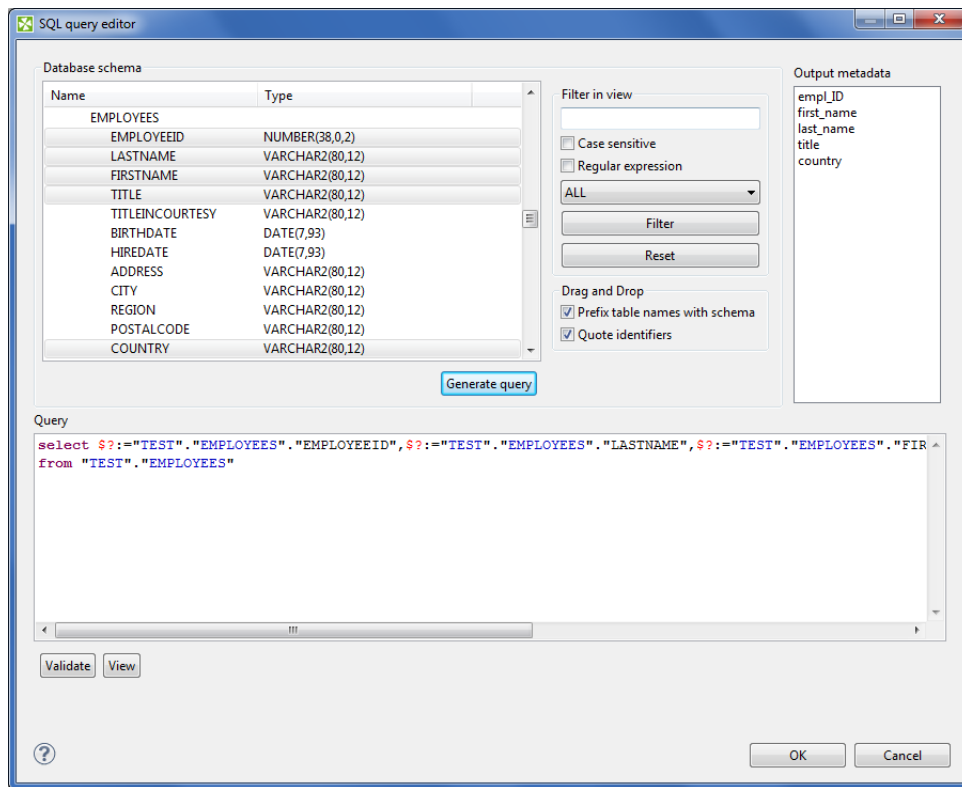 SQL query editor
Database schema
Name Type
EMPLOYEES
EMPLOYEEID NUMBER(38,0,2)
LASTNAME VARCHAR2(80,12)
FIRSTNAME VARCHAR2(80,12)
TITLE VARCHAR2(80,12)
TITLEINCOURTESY VARCHAR2(80,12)
BIRTHDATE DATE(7,93)
HIREDATE DATE(7,93)
ADDRESS VARCHAR2(80,12)
CITY VARCHAR2(80,12)
REGION VARCHAR2(80,12)
POSTALCODE VARCHAR2(80,12)
COUNTRY VARCHAR2(80,12)
Generate query
Filter in view
Case sensitive
Regular expression
ALL
Filter
Reset
Drag and Drop
Prefix table names with schema
Quote identifiers
Output metadata
empl_ID
first_name
last_name
title
country
Query
select $?:="TEST"."EMPLOYEES"."EMPLOYEEID",$?:="TEST"."EMPLOYEES"."LASTNAME",$?:="TEST"."EMPLOYEES"."FIR
from "TEST"."EMPLOYEES"
Validate View
? OK Cancel